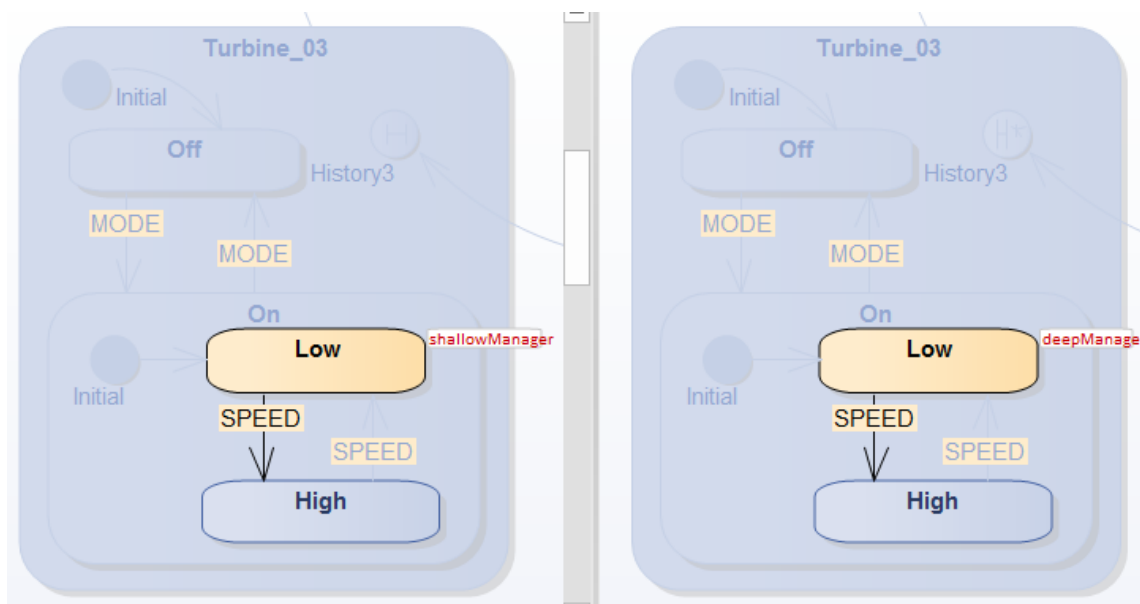 Turbine_03
Initial
Off
H
History3
MODE
MODE
On
Low
shallowManager
Initial
SPEED
SPEED
High
Turbine_03
Initial
Off
H*
History3
MODE
MODE
On
Low
deepManage
Initial
SPEED
SPEED
High